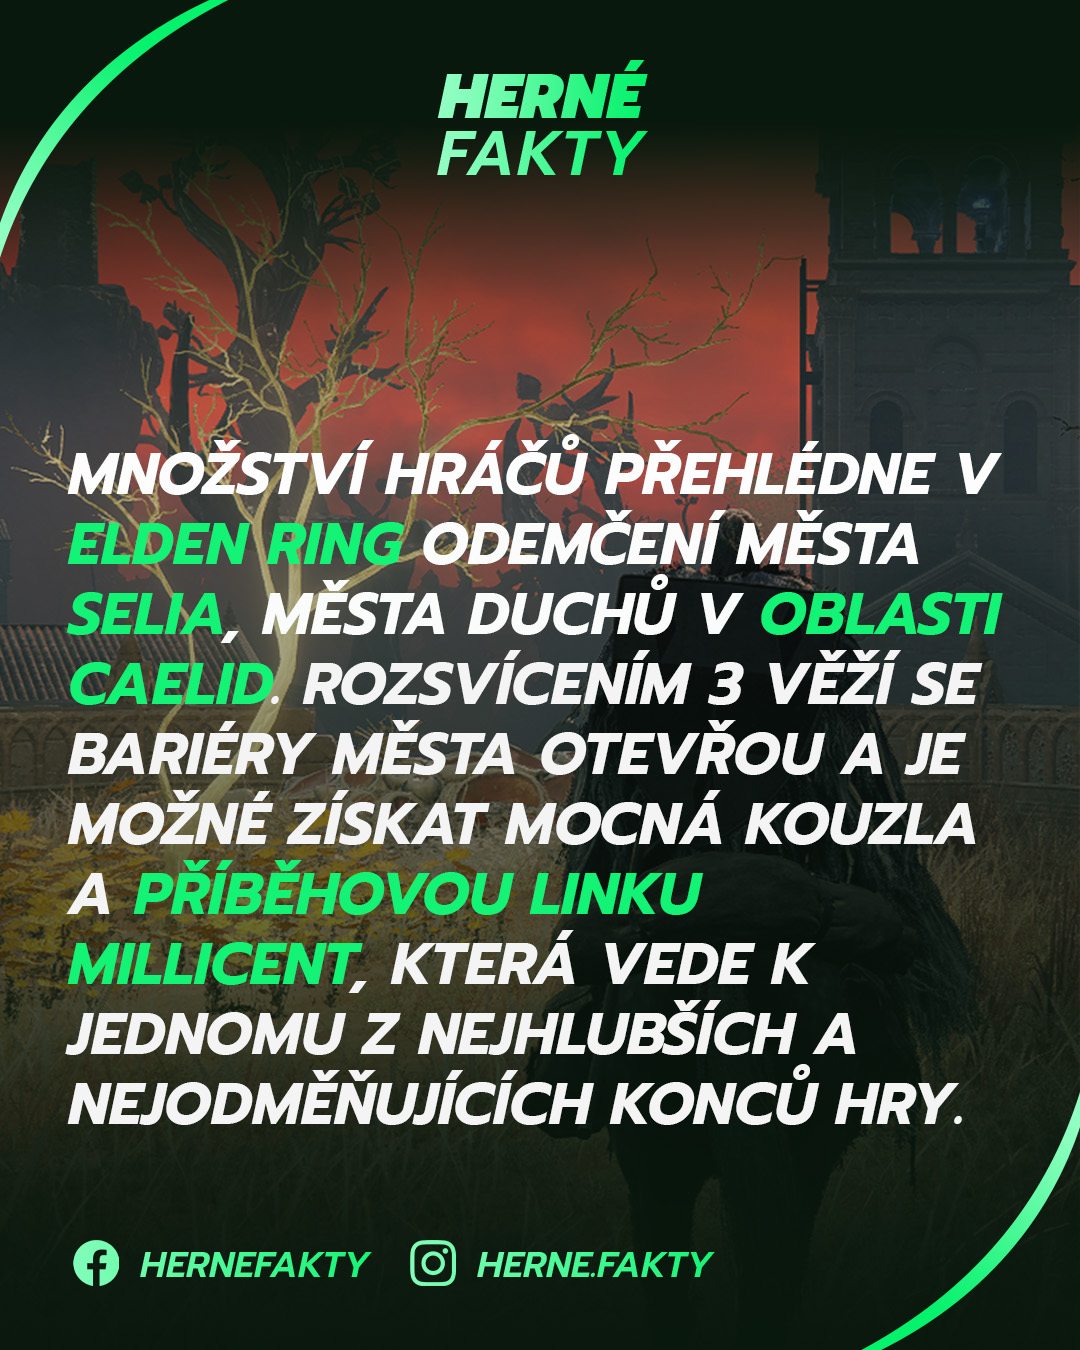 HERNÉ
FAKTY
MNOŽSTVÍ HRÁČŮ PŘEHLÉDNE V
ELDEN RING ODEMČENÍ MĚSTA
SELIA, MĚSTA DUCHŮ V OBLASTI
CAELID. ROZSVÍCENÍM 3 VĚŽÍ SE
BARIÉRY MĚSTA OTEVŘOU A JE
MOŽNÉ ZÍSKAT MOCNÁ KOUZLA
A PŘÍBĚHOVOU LINKU
MILLICENT, KTERÁ VEDE K
JEDNOMU Z NEJHLUBŠÍCH A
NEJODMĚŇUJÍCÍCH KONCŮ HRY.
HERNEFAKTY HERNE.FAKTY